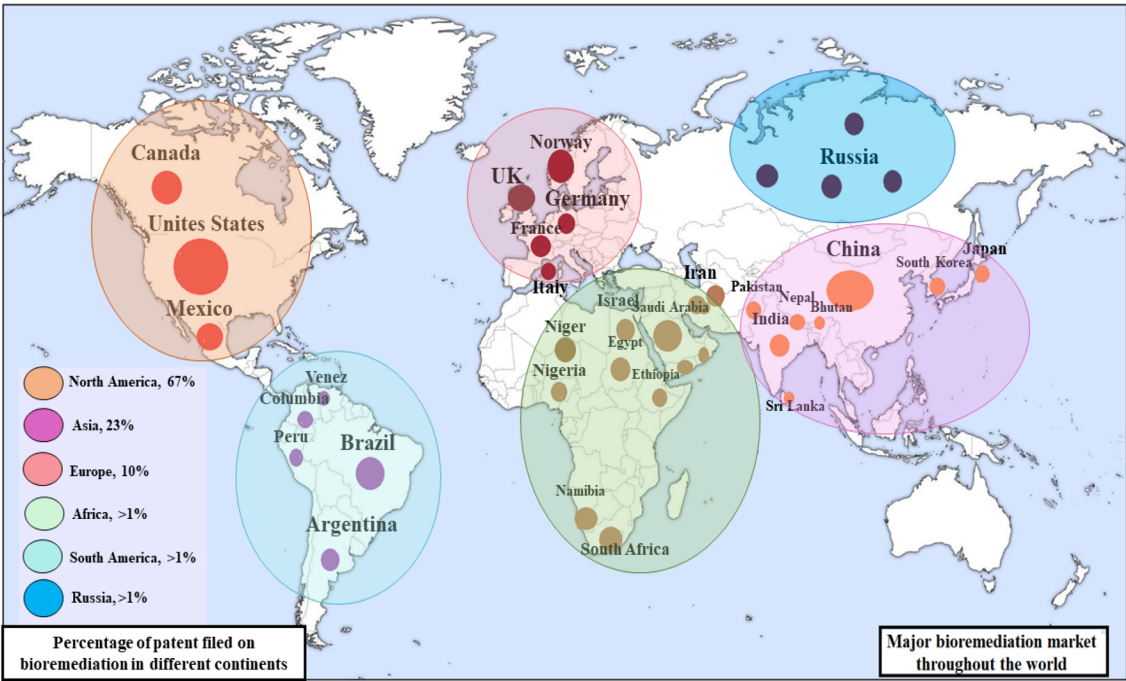 Canada
Unites States
Mexico
Norway
UK
Germany
France
Italy
Russia
China
Japan
South Korea
Iran
Pakistan
Nepal
Bhutan
India
Sri Lanka
Israel
Saudi Arabia
Niger
Egypt
Nigeria
Ethiopia
Namibia
South Africa
Venez
Columbia
Peru
Brazil
Argentina
North America, 67%
Asia, 23%
Europe, 10%
Africa, >1%
South America, >1%
Russia, >1%
Percentage of patent filed on
bioremediation in different continents
Major bioremediation market
throughout the world